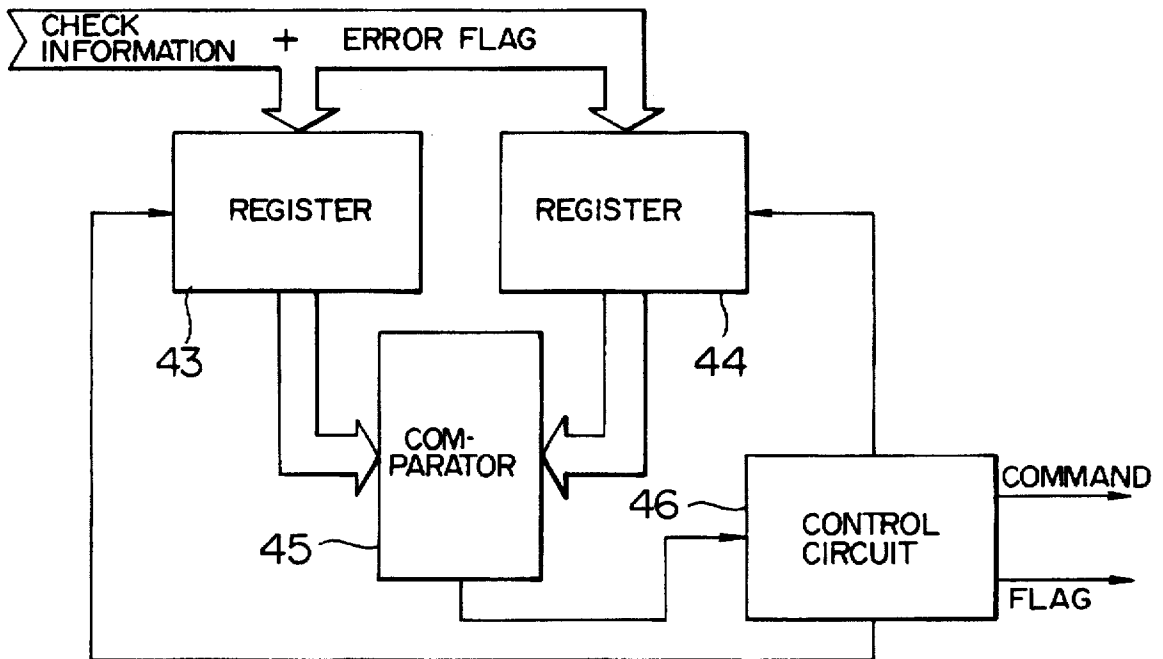 CHECK
INFORMATION + ERROR FLAG
REGISTER
REGISTER
43
44
COM-
PARATOR
45
46
CONTROL
CIRCUIT
COMMAND
FLAG